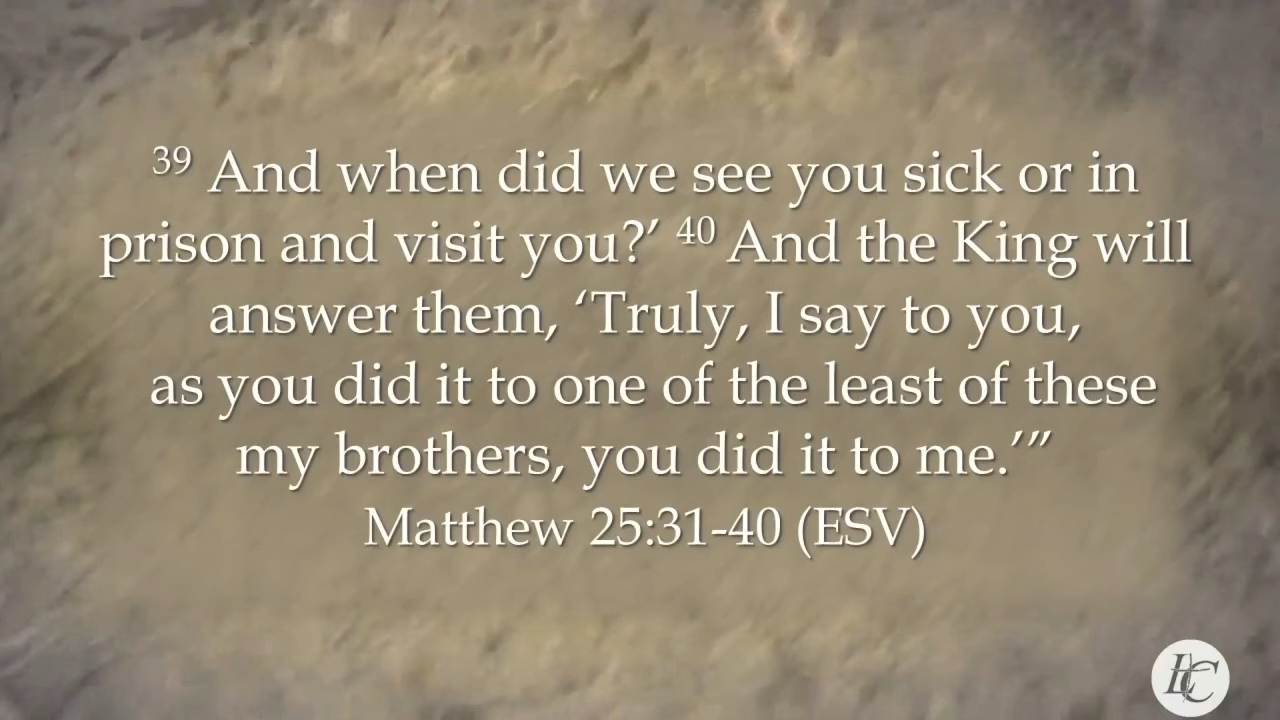 39 And when did we see you sick or in
prison and visit you?’ 40 And the King will
answer them, ‘Truly, I say to you,
as you did it to one of the least of these
my brothers, you did it to me.’”
Matthew 25:31-40 (ESV)